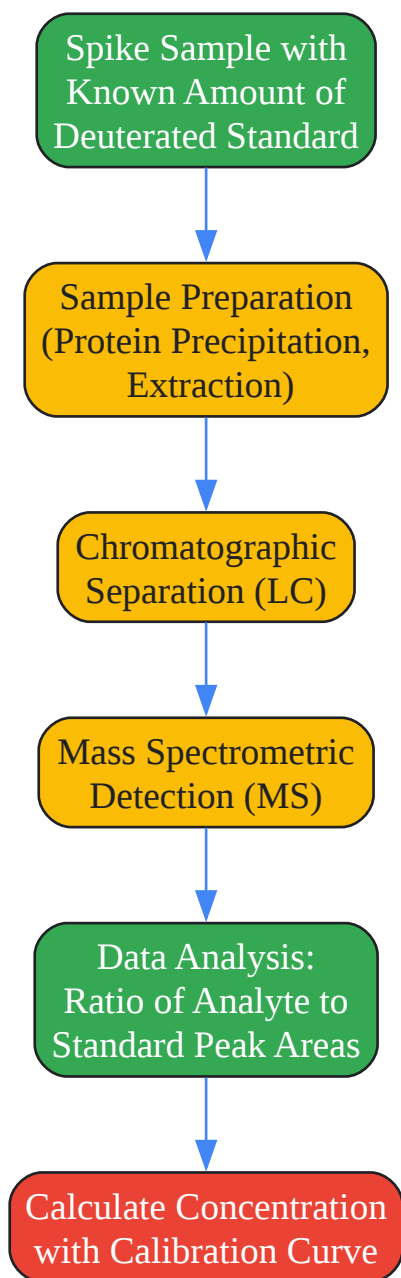 Spike Sample with
Known Amount of
Deuterated Standard
Sample Preparation
(Protein Precipitation,
Extraction)
Chromatographic
Separation (LC)
Mass Spectrometric
Detection (MS)
Data Analysis:
Ratio of Analyte to
Standard Peak Areas
Calculate Concentration
with Calibration Curve